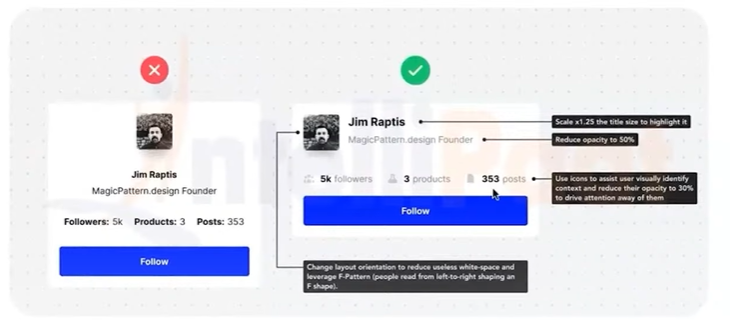 Jim Raptis
MagicPattern.design Founder
Followers: 5k Products: 3 Posts: 353
Follow
Jim Raptis
MagicPattern.design Founder
5k followers 3 products 353 posts
Follow
Scale x1.25 the title size to highlight it
Reduce opacity to 50%
Use icons to assist user visually identify
context and reduce their opacity to 30%
to drive attention away of them
Change layout orientation to reduce useless white-space and
leverage F-Pattern (people read from left-to-right shaping an
F shape).